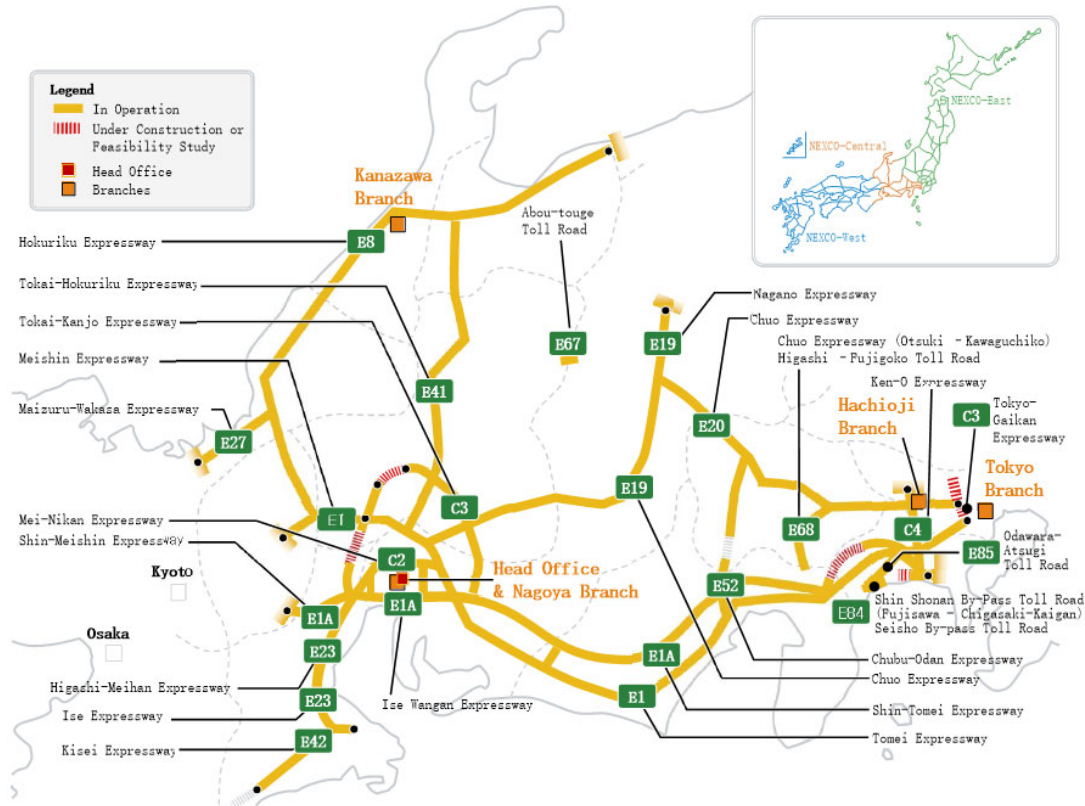 Legend
In Operation
Under Construction or
Feasibility Study
Head Office
Branches
NEXCO-East
NEXCO-Central
NEXCO-West
Kanazawa
Branch
Abou-touge
Toll Road
Hokuriku Expressway
E8
Tokai-Hokuriku Expressway
Tokai-Kanjo Expressway
Meishin Expressway
Maizuru-Wakasa Expressway
E27
E41
E67
E19
Nagano Expressway
Chuo Expressway
Chuo Expressway (Otsuki - Kawaguchiko)
Higashi - Fujigoko Toll Road
Ken-O Expressway
Hachioji
Branch
C3
Tokyo-
Gaikan
Expressway
E20
Tokyo
Branch
E19
C3
E1
E68
C4
E85
Odawara-
Atsugi
Toll Road
Mei-Nikan Expressway
Shin-Meishin Expressway
Kyoto
C2
Head Office
& Nagoya Branch
E1A
E1A
E52
E84
Shin Shonan By-Pass Toll Road
(Fujisawa - Chigasaki-Kaigan)
Seisho By-pass Toll Road
Osaka
E23
E1A
Chubu-Odan Expressway
Chuo Expressway
Higashi-Meihan Expressway
E23
E1
Ise Wangan Expressway
Shin-Tomei Expressway
Ise Expressway
Tomei Expressway
Kisei Expressway
E42